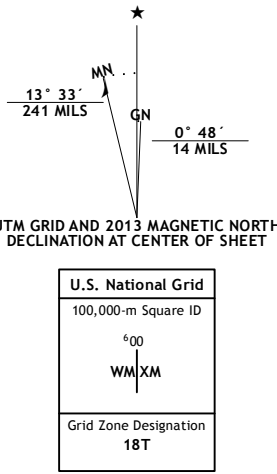 ★
MN
GN
13° 33´
241 MILS
0° 48´
14 MILS
UTM GRID AND 2013 MAGNETIC NORTH
DECLINATION AT CENTER OF SHEET
U.S. National Grid
100,000-m Square ID
⁶00
WM XM
Grid Zone Designation
18T